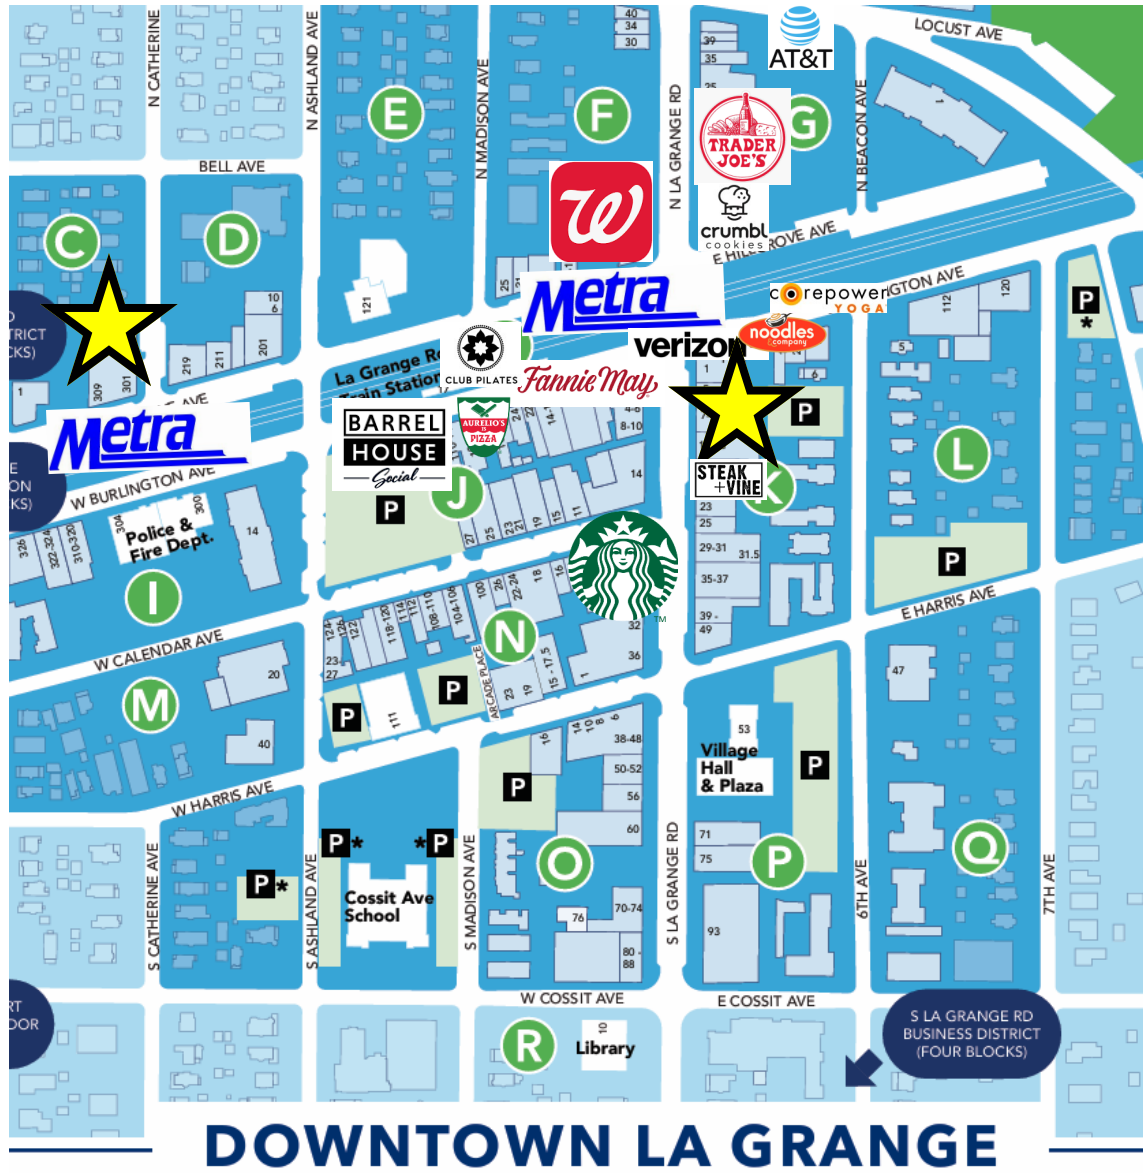 N CATHERINE
N ASHLAND AVE
N MADISON AVE
N LA GRANGE RD
N BEACON AVE
LOCUST AVE
40
34
30
39
35
AT&T
E
F
G
TRADER
JOE'S
1
BELL AVE
C
D
crumbl
cookies
E HILLGROVE AVE
121
25
10
6
219
211
201
309
301
1
Metra
corepower
YOGA
noodles
& company
verizon
112
120
5
6
1
P
*
La Grange
Train Station
CLUB PILATES
Fannie May
BARREL
HOUSE
Social
AURELIO'S
IS
PIZZA
4-6
8-10
14
P
L
Metra
W BURLINGTON AVE
STEAK
+VINE
K
J
P
304
300
Police &
Fire Dept.
14
326
322-324
310-320
27
25
23
21
19
15
11
23
25
29-31
31.5
35-37
39 -
49
P
E HARRIS AVE
I
W CALENDAR AVE
124-
126
122
118-120
114
112
108-110
104-106
100
26
22-24
18
16
TM
N
32
36
23-
27
P
111
P
ARCADE PLACE
23
19
15 - 17.5
1
20
M
40
47
W HARRIS AVE
16
14
10
8
6
38-48
50-52
56
60
P
53
Village
Hall
& Plaza
P
71
75
P
O
Q
P *
* P
P *
Cossit Ave
School
S CATHERINE AVE
S ASHLAND AVE
S MADISON AVE
S LA GRANGE RD
6TH AVE
7TH AVE
76
70-74
80 -
88
93
W COSSIT AVE
E COSSIT AVE
R
10
Library
S LA GRANGE RD
BUSINESS DISTRICT
(FOUR BLOCKS)
DOWNTOWN LA GRANGE